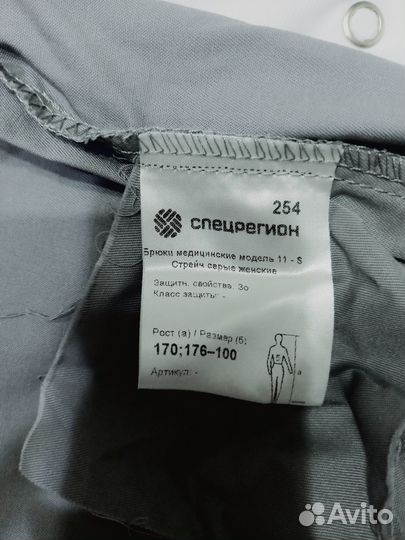 254
спецрегион
Брюки медицинские модель 11 - S
Стрейч серые женские
Защитн. свойства: Зо
Класс защиты: -
Рост (а) / Размер (б)
170;176-100
Артикул: -
а
Avito